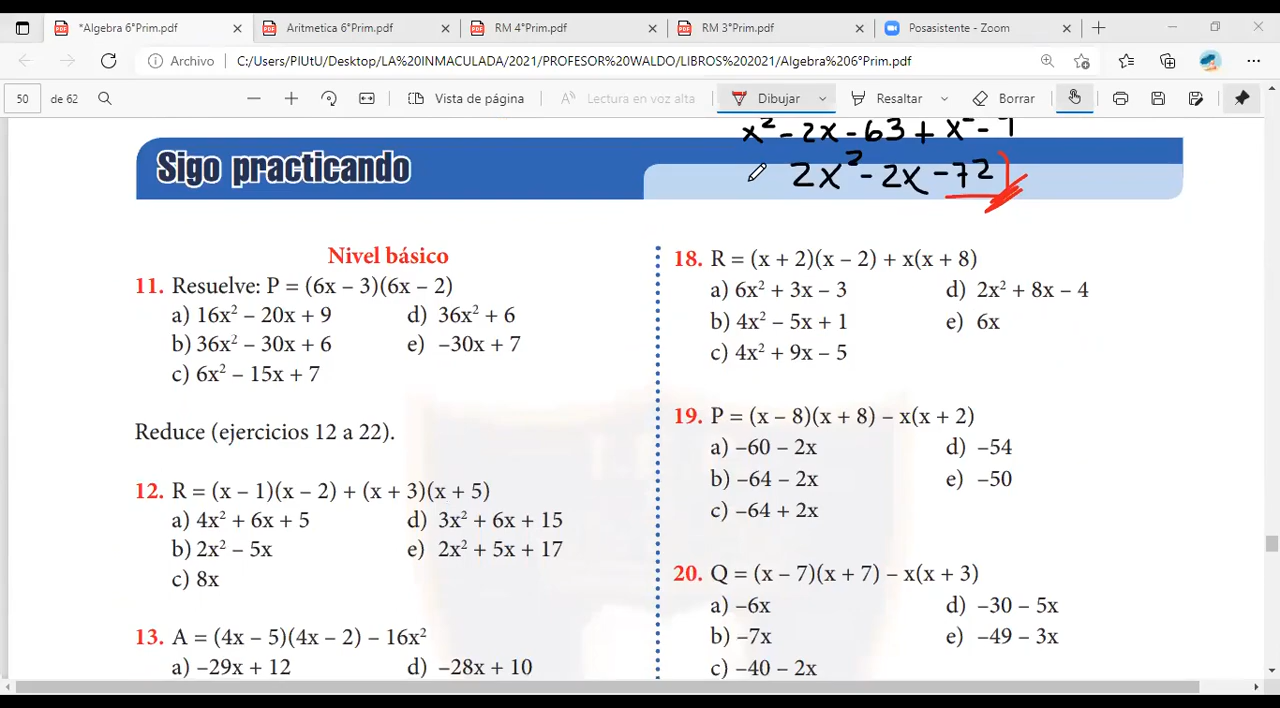 *Algebra 6°Prim.pdf
Aritmetica 6°Prim.pdf
RM 4°Prim.pdf
RM 3°Prim.pdf
Posasistente - Zoom
Archivo
C:/Users/PIUtU/Desktop/LA%20INMACULADA/2021/PROFESOR%20WALDO/LIBROS%202021/Algebra%206°Prim.pdf
50 de 62
Vista de página
Lectura en voz alta
Dibujar
Resaltar
Borrar
x² - 2x - 63 + x² -
Sigo practicando
2x² - 2x - 72
Nivel básico
11. Resuelve: P = (6x – 3)(6x – 2)
a) 16x² – 20x + 9
d) 36x² + 6
b) 36x² – 30x + 6
e) –30x + 7
c) 6x² – 15x + 7
Reduce (ejercicios 12 a 22).
12. R = (x – 1)(x – 2) + (x + 3)(x + 5)
a) 4x² + 6x + 5
d) 3x² + 6x + 15
b) 2x² – 5x
e) 2x² + 5x + 17
c) 8x
13. A = (4x – 5)(4x – 2) – 16x²
a) –29x + 12
d) –28x + 10
18. R = (x + 2)(x – 2) + x(x + 8)
a) 6x² + 3x – 3
d) 2x² + 8x – 4
b) 4x² – 5x + 1
e) 6x
c) 4x² + 9x – 5
19. P = (x – 8)(x + 8) – x(x + 2)
a) –60 – 2x
d) –54
b) –64 – 2x
e) –50
c) –64 + 2x
20. Q = (x – 7)(x + 7) – x(x + 3)
a) –6x
d) –30 – 5x
b) –7x
e) –49 – 3x
c) –40 – 2x